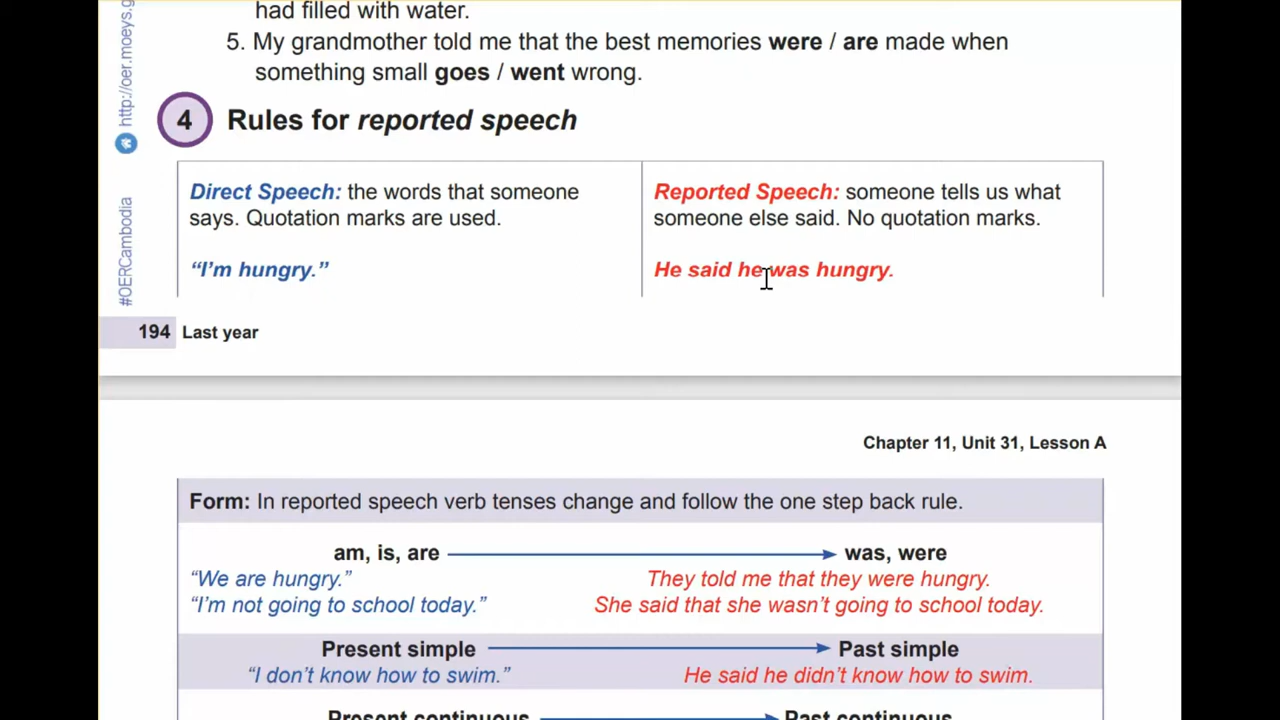 had filled with water.
5. My grandmother told me that the best memories were / are made when
something small goes / went wrong.
http://oer.moeys.g
4 Rules for reported speech
Direct Speech: the words that someone
says. Quotation marks are used.
"I'm hungry."
Reported Speech: someone tells us what
someone else said. No quotation marks.
He said he was hungry.
#OERCambodia
194 Last year
Chapter 11, Unit 31, Lesson A
Form: In reported speech verb tenses change and follow the one step back rule.
am, is, are was, were
"We are hungry." They told me that they were hungry.
"I'm not going to school today." She said that she wasn't going to school today.
Present simple Past simple
"I don't know how to swim." He said he didn't know how to swim.
Present continuous Past continuous